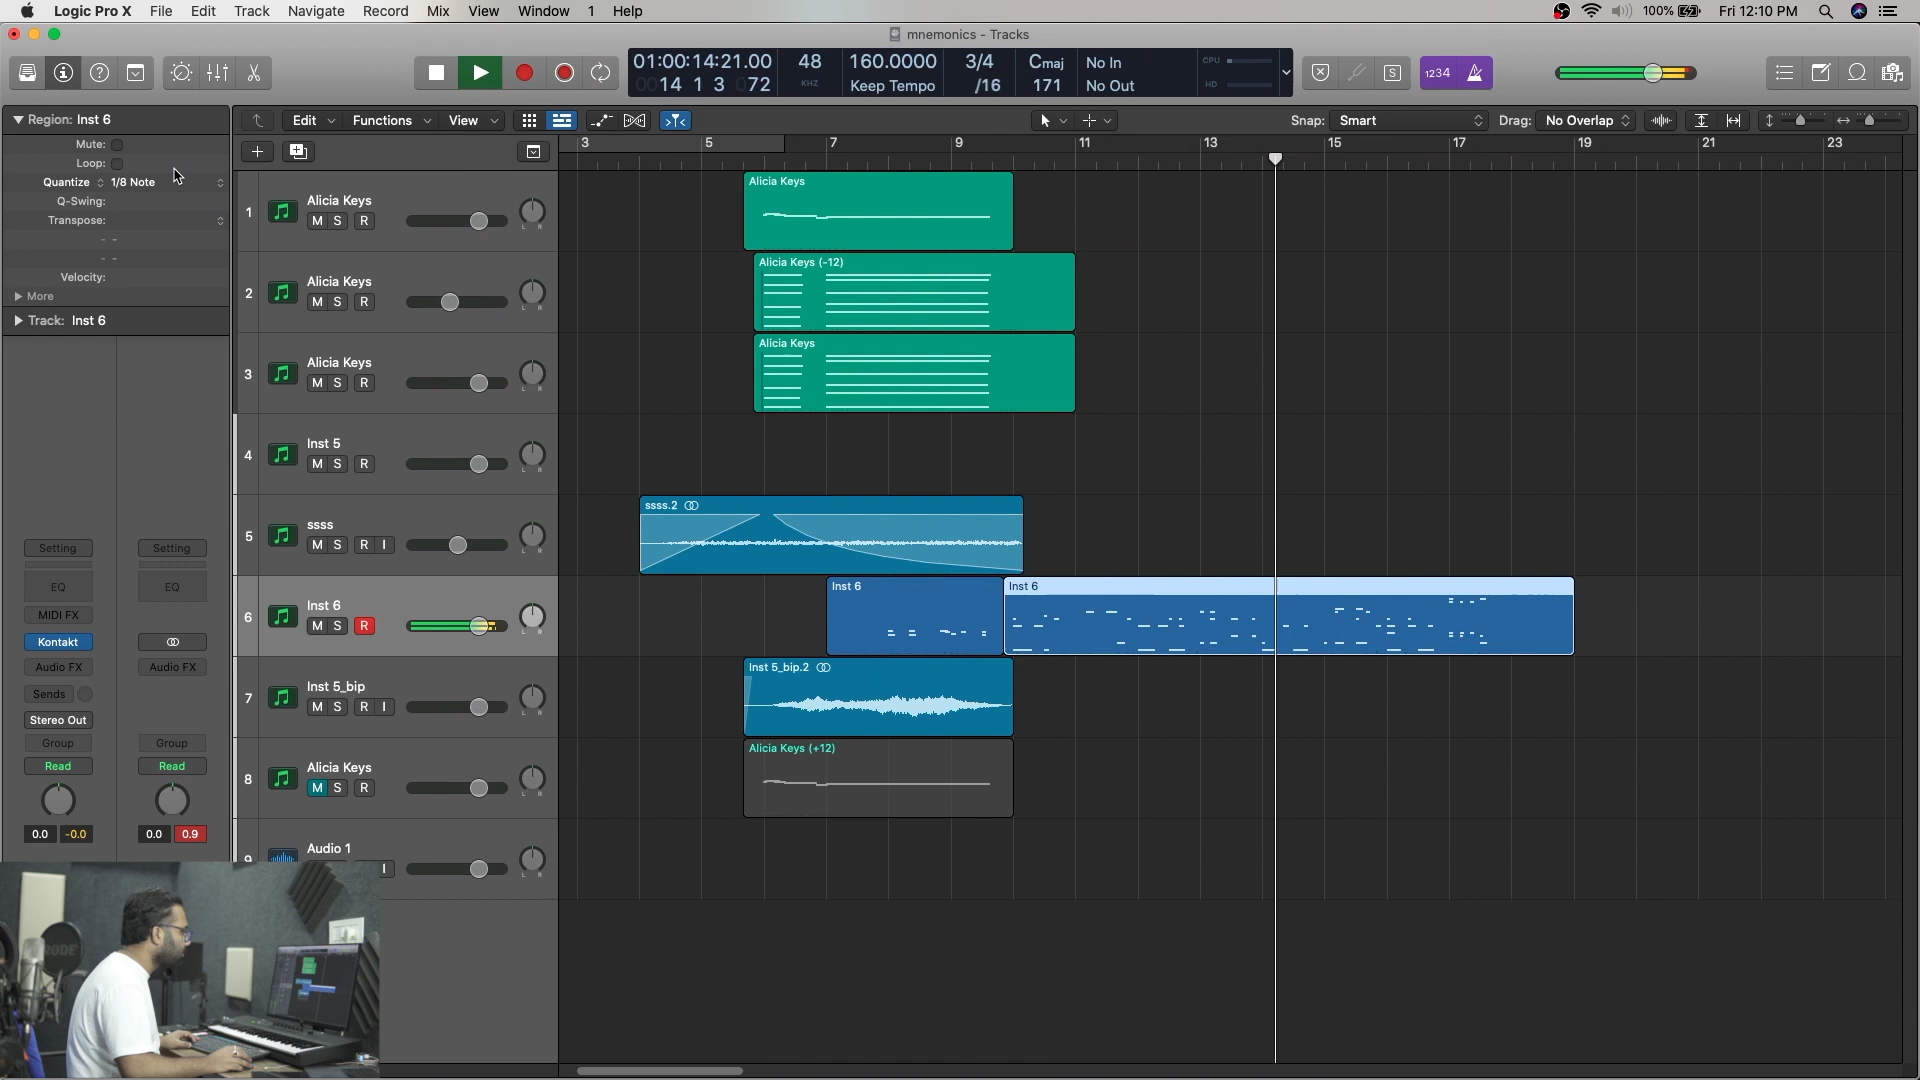 Logic Pro X File Edit Track Navigate Record Mix View Window 1 Help
100% Fri 12:10 PM
mnemonics - Tracks
01:00:14:21.00 48 160.0000 3/4 Cmaj No In CPU
0014 1 3 072 KHZ Keep Tempo /16 171 No Out HD
S 1234
Region: Inst 6
Mute:
Loop:
Quantize 1/8 Note
Q-Swing:
Transpose:
- -
- -
Velocity:
More
Track: Inst 6
Edit Functions View Snap: Smart Drag: No Overlap
3 5 7 9 11 13 15 17 19 21 23
1 Alicia Keys
M S R L R
Alicia Keys
2 Alicia Keys
M S R L R
Alicia Keys (-12)
3 Alicia Keys
M S R L R
Alicia Keys
4 Inst 5
M S R L R
5 ssss
M S R I L R
ssss.2
6 Inst 6
M S R L R
Inst 6 Inst 6
7 Inst 5_bip
M S R I L R
Inst 5_bip.2
8 Alicia Keys
M S R L R
Alicia Keys (+12)
9 Audio 1
I L R
Setting Setting
EQ EQ
MIDI FX
Kontakt
Audio FX Audio FX
Sends
Stereo Out
Group Group
Read Read
0.0 -0.0 0.0 0.9
RODE